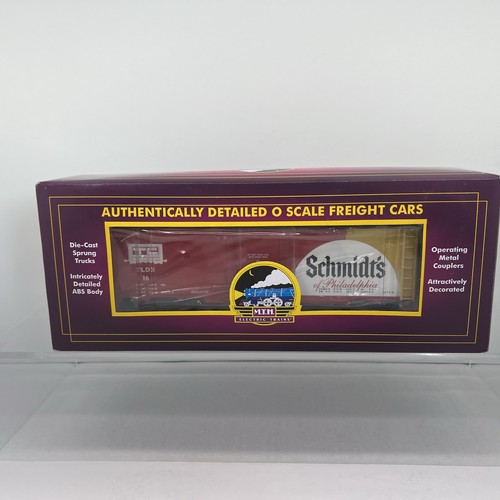 AUTHENTICALLY DETAILED O SCALE FREIGHT CARS
Die-Cast
Sprung
Trucks
Intricately
Detailed
ABS Body
Schmidt's
of Philadelphia
M.T.H.
ELECTRIC TRAINS
Operating
Metal
Couplers
Attractively
Decorated